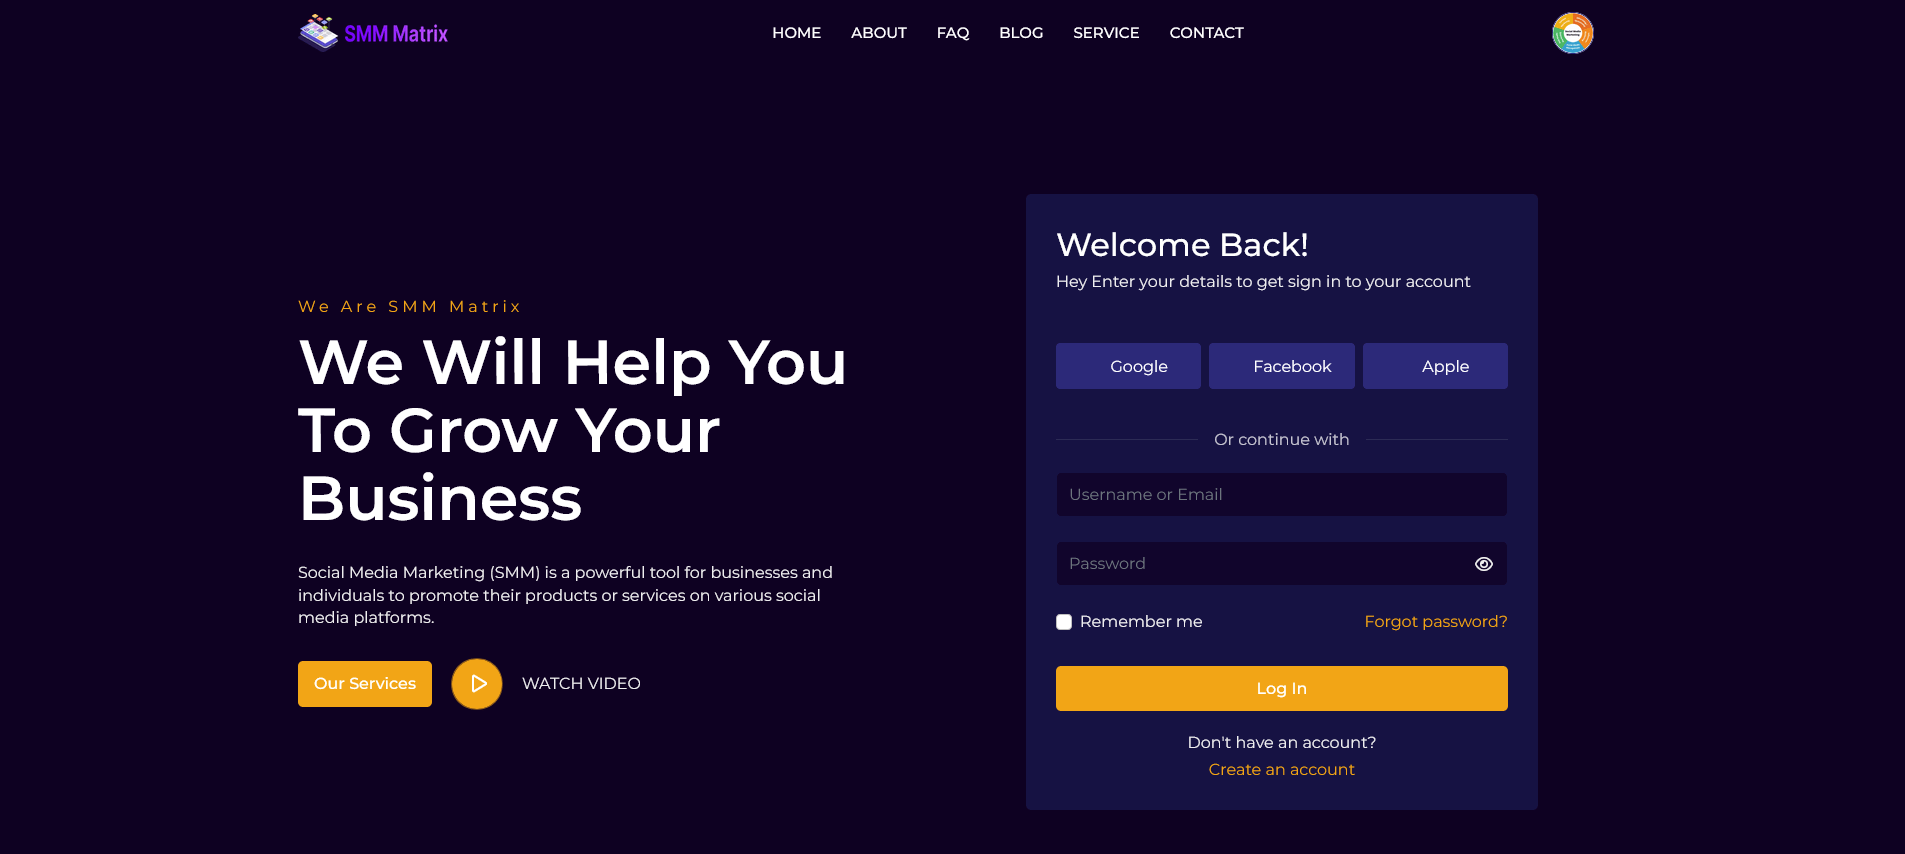 SMM Matrix
HOME
ABOUT
FAQ
BLOG
SERVICE
CONTACT
We Are SMM Matrix
We Will Help You
To Grow Your
Business
Social Media Marketing (SMM) is a powerful tool for businesses and
individuals to promote their products or services on various social
media platforms.
Our Services
WATCH VIDEO
Welcome Back!
Hey Enter your details to get sign in to your account
Google
Facebook
Apple
Or continue with
Username or Email
Password
Remember me
Forgot password?
Log In
Don't have an account?
Create an account